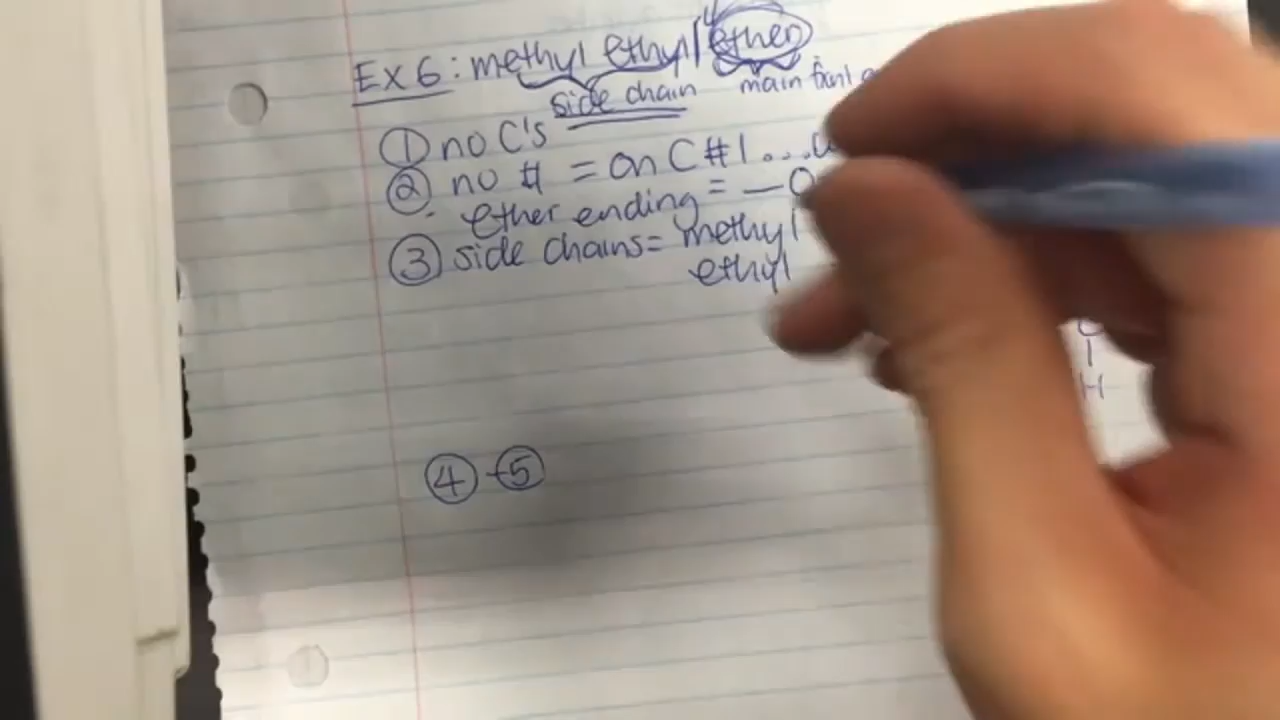 Ex 6: methyl ethyl ether
side chain main
① no C's
② no # = on C#1...
ether ending = -O
③ side chains = methyl
ethyl
C
H
④-⑤